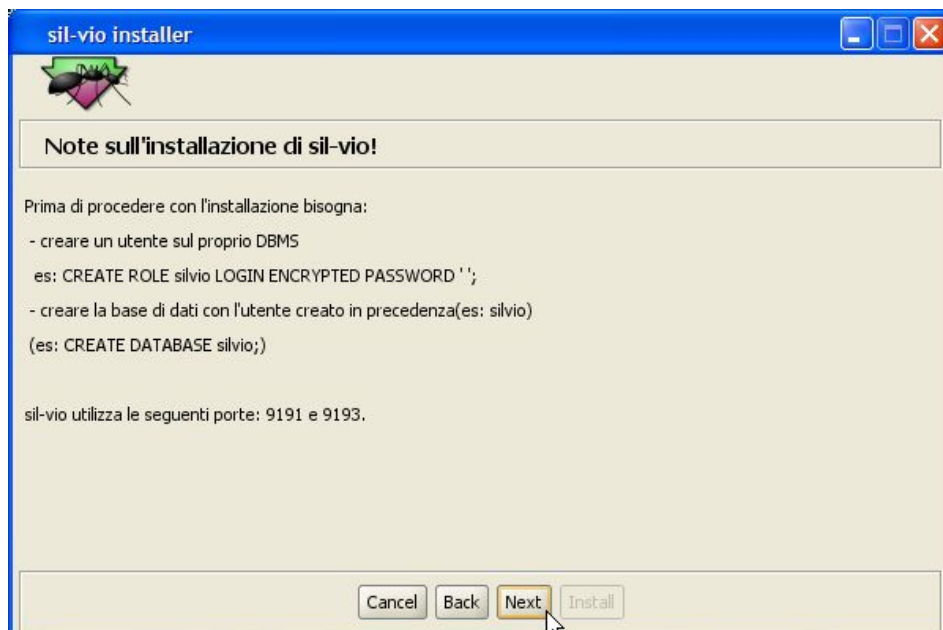 sil-vio installer
Note sull'installazione di sil-vio!
Prima di procedere con l'installazione bisogna:
- creare un utente sul proprio DBMS
es: CREATE ROLE silvio LOGIN ENCRYPTED PASSWORD ' ';
- creare la base di dati con l'utente creato in precedenza(es: silvio)
(es: CREATE DATABASE silvio;)
sil-vio utilizza le seguenti porte: 9191 e 9193.
Cancel Back Next Install